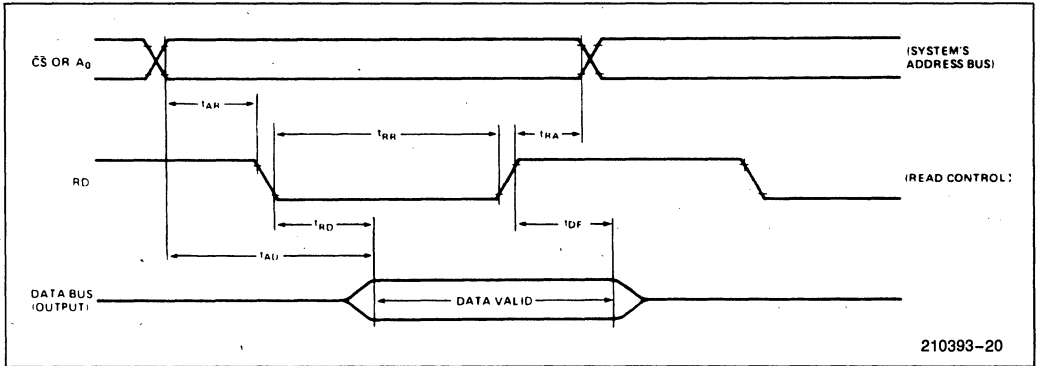 C̅S̅ OR A₀
(SYSTEM'S
ADDRESS BUS)
tAR
tRR
tRA
RD
(READ CONTROL)
tRD
tDF
tAD
DATA BUS
(OUTPUT)
DATA VALID
210393-20